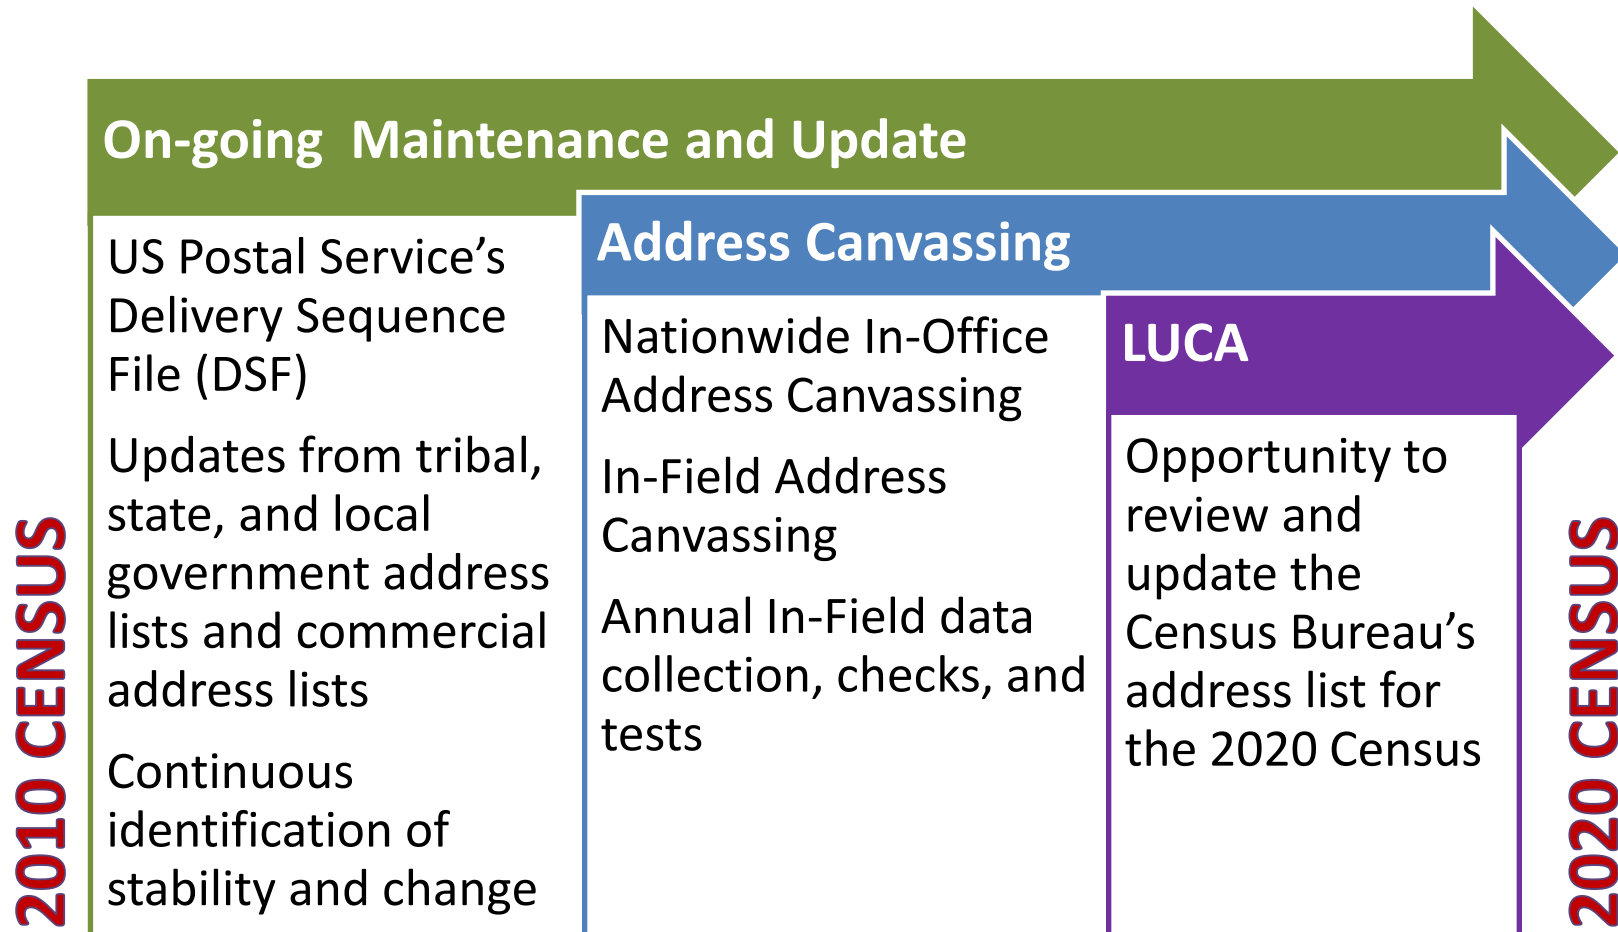 On-going  Maintenance and Update
US Postal Service’s
Delivery Sequence
File (DSF)
Updates from tribal,
state, and local
government address
lists and commercial
address lists
Continuous
identification of
stability and change
Address Canvassing
Nationwide In-Office
Address Canvassing
In-Field Address
Canvassing
Annual In-Field data
collection, checks, and
tests
LUCA
Opportunity to
review and
update the
Census Bureau’s
address list for
the 2020 Census
2010 CENSUS
2020 CENSUS